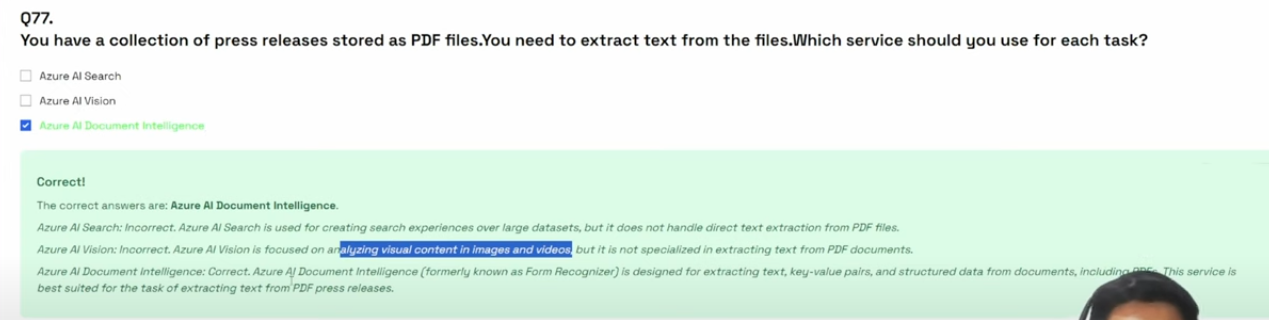 Q77.
You have a collection of press releases stored as PDF files.You need to extract text from the files.Which service should you use for each task?
Azure AI Search
Azure AI Vision
Azure AI Document Intelligence
Correct!
The correct answers are: Azure AI Document Intelligence.
Azure AI Search: Incorrect. Azure AI Search is used for creating search experiences over large datasets, but it does not handle direct text extraction from PDF files.
Azure AI Vision: Incorrect. Azure AI Vision is focused on analyzing visual content in images and videos, but it is not specialized in extracting text from PDF documents.
Azure AI Document Intelligence: Correct. Azure AI Document Intelligence (formerly known as Form Recognizer) is designed for extracting text, key-value pairs, and structured data from documents, including This service is
best suited for the task of extracting text from PDF press releases.